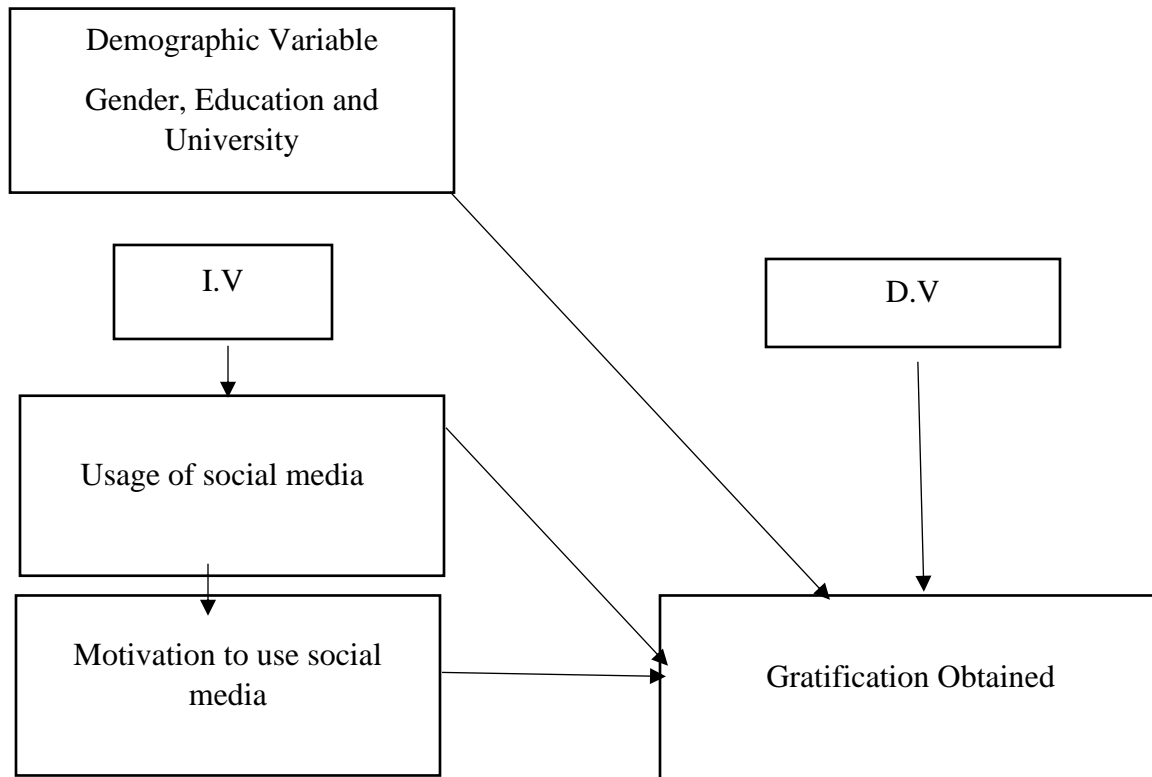 Demographic Variable
Gender, Education and
University
I.V
D.V
Usage of social media
Motivation to use social
media
Gratification Obtained